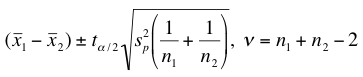 (x̄₁ − x̄₂) ± t_{α/2} √(s_p² (1/n₁ + 1/n₂)), ν = n₁ + n₂ − 2